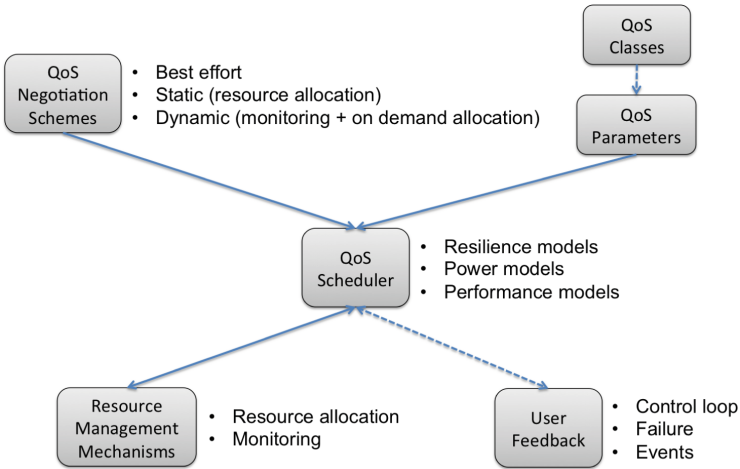 QoS
Classes
QoS
Negotiation
Schemes
• Best effort
• Static (resource allocation)
• Dynamic (monitoring + on demand allocation)
QoS
Parameters
QoS
Scheduler
• Resilience models
• Power models
• Performance models
Resource
Management
Mechanisms
• Resource allocation
• Monitoring
User
Feedback
• Control loop
• Failure
• Events